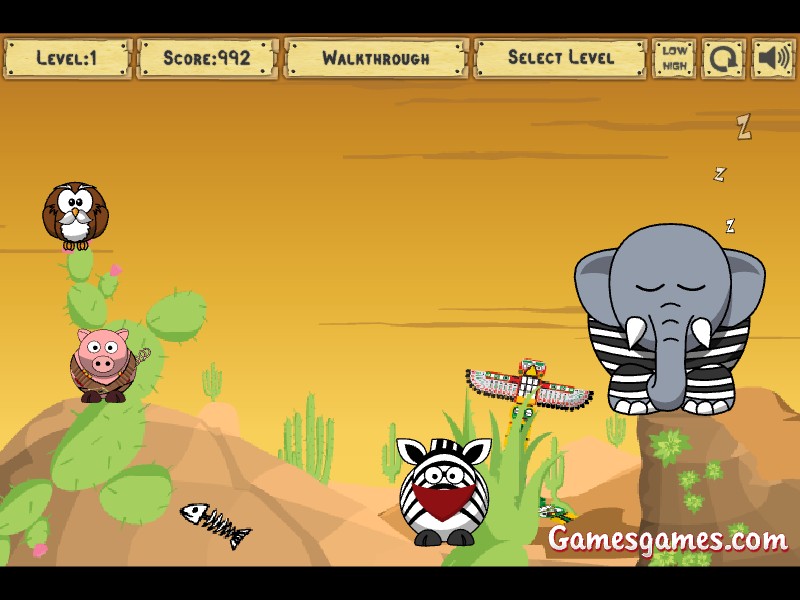 LEVEL:1
SCORE:992
WALKTHROUGH
SELECT LEVEL
LOW
HIGH
Z
Z
Z
Gamesgames.com